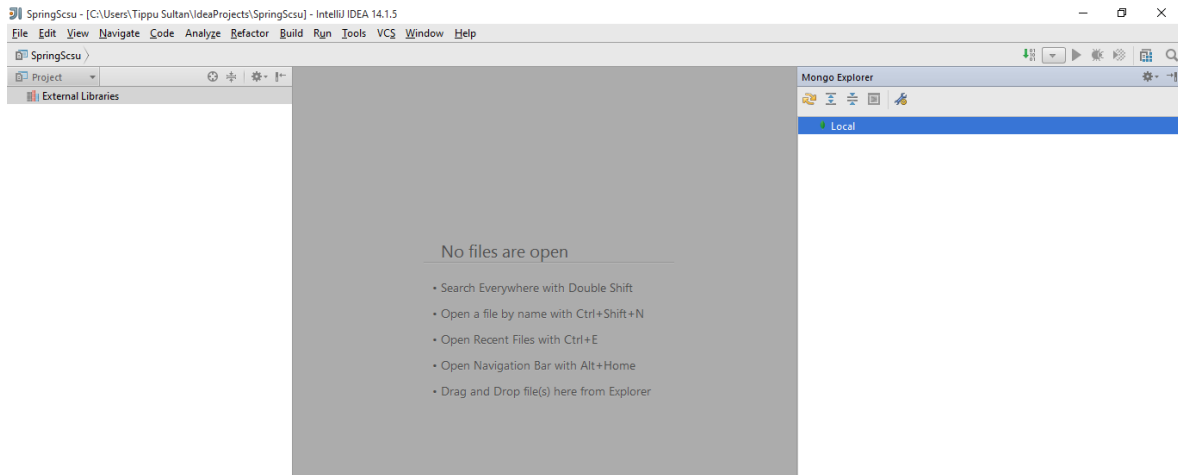 SpringScsu - [C:\Users\Tippu Sultan\IdeaProjects\SpringScsu] - IntelliJ IDEA 14.1.5
File Edit View Navigate Code Analyze Refactor Build Run Tools VCS Window Help
SpringScsu
Project
External Libraries
No files are open
• Search Everywhere with Double Shift
• Open a file by name with Ctrl+Shift+N
• Open Recent Files with Ctrl+E
• Open Navigation Bar with Alt+Home
• Drag and Drop file(s) here from Explorer
Mongo Explorer
Local